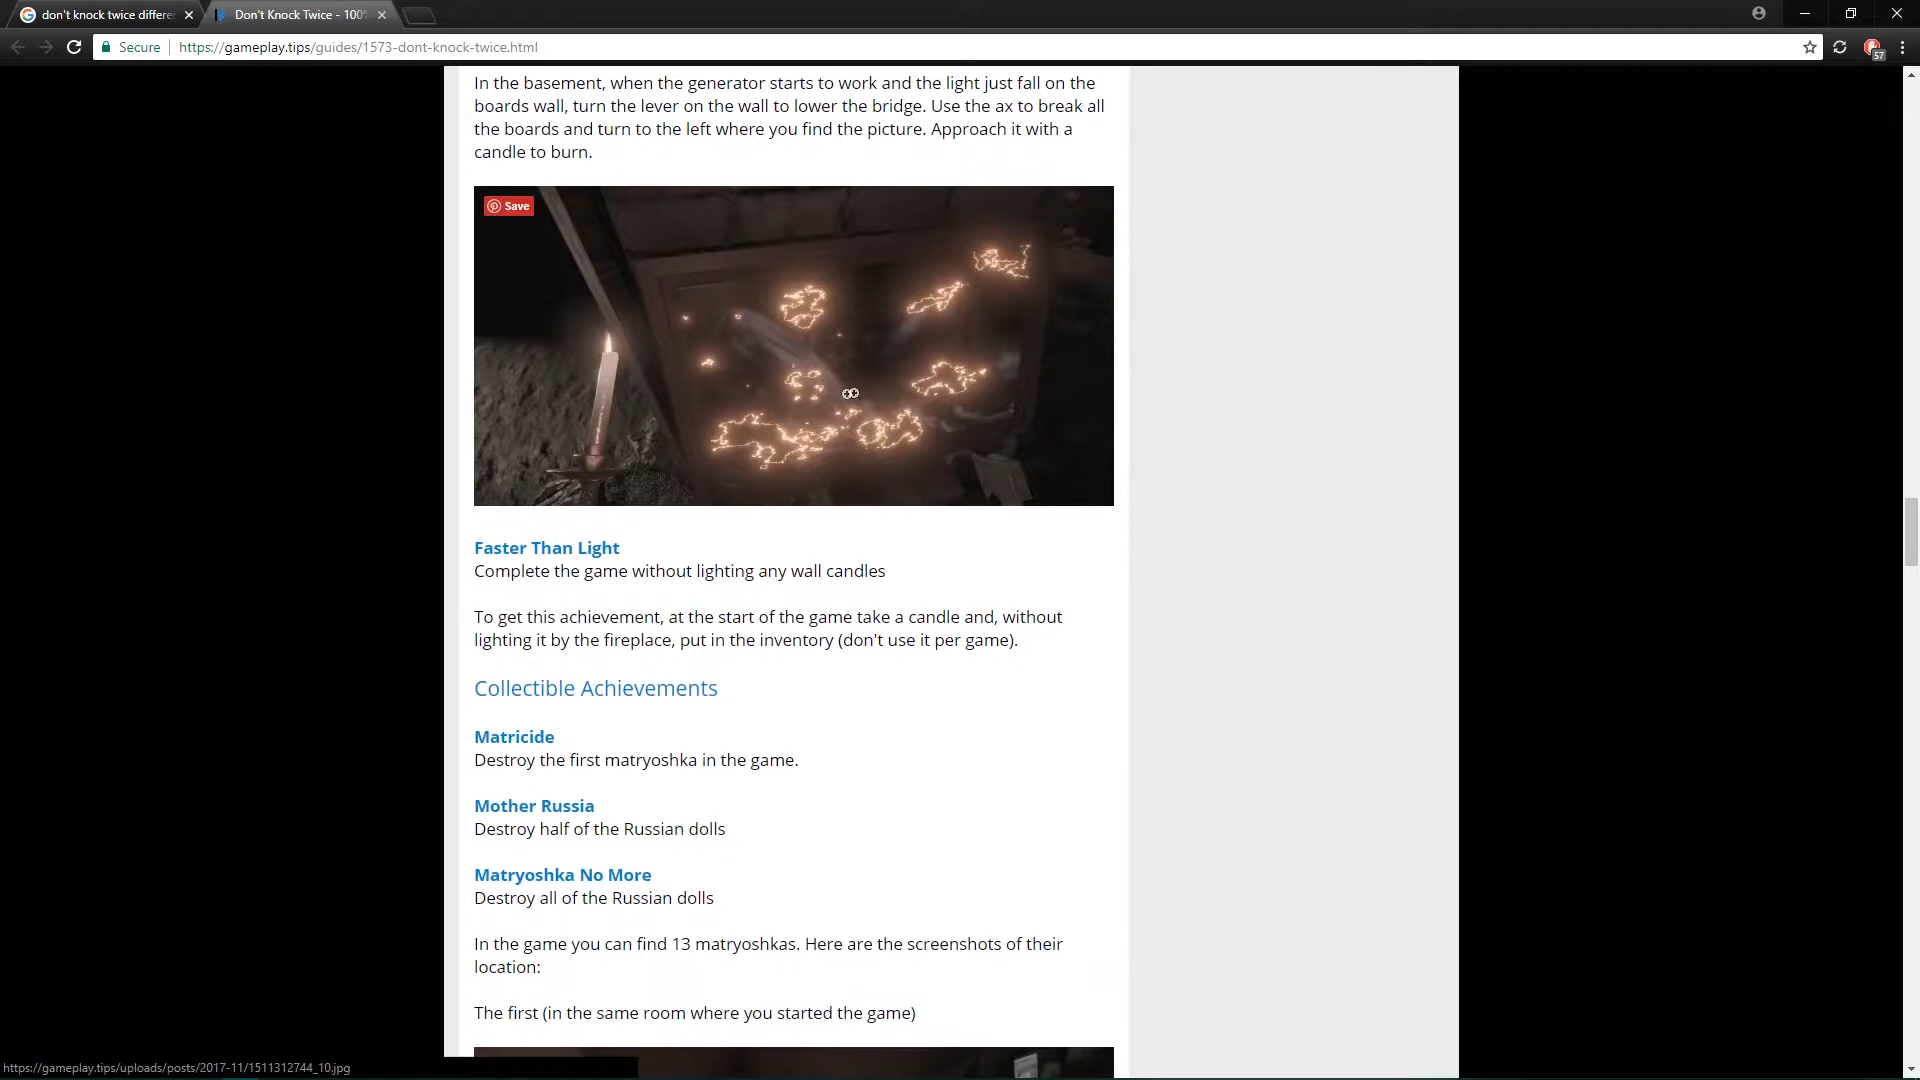 don't knock twice differe
Don't Knock Twice - 100%
Secure
https://gameplay.tips/guides/1573-dont-knock-twice.html
57
In the basement, when the generator starts to work and the light just fall on the
boards wall, turn the lever on the wall to lower the bridge. Use the ax to break all
the boards and turn to the left where you find the picture. Approach it with a
candle to burn.
Save
Faster Than Light
Complete the game without lighting any wall candles
To get this achievement, at the start of the game take a candle and, without
lighting it by the fireplace, put in the inventory (don't use it per game).
Collectible Achievements
Matricide
Destroy the first matryoshka in the game.
Mother Russia
Destroy half of the Russian dolls
Matryoshka No More
Destroy all of the Russian dolls
In the game you can find 13 matryoshkas. Here are the screenshots of their
location:
The first (in the same room where you started the game)
https://gameplay.tips/uploads/posts/2017-11/1511312744_10.jpg